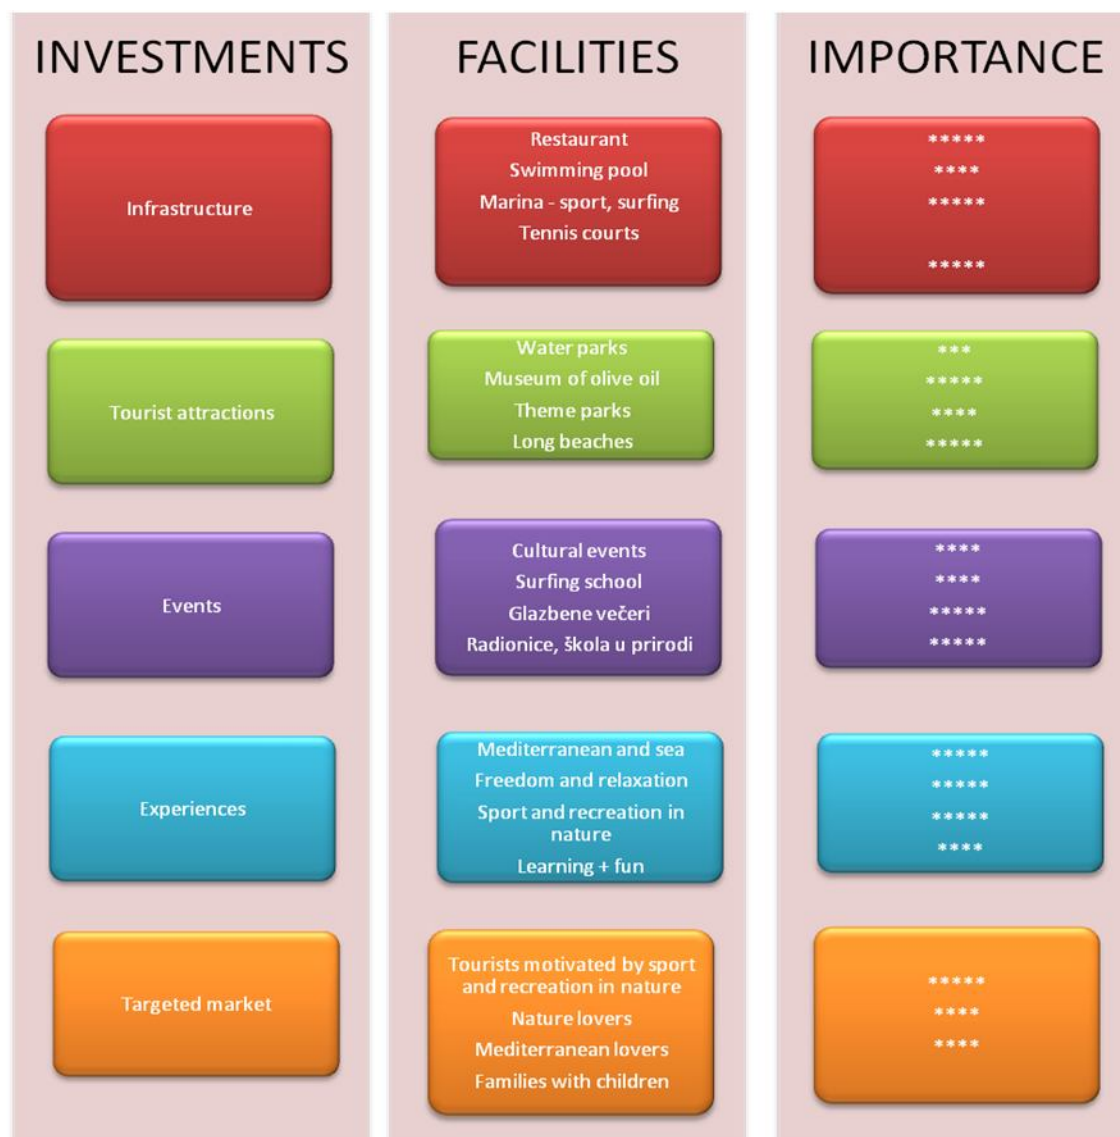 INVESTMENTS
Infrastructure
Tourist attractions
Events
Experiences
Targeted market
FACILITIES
Restaurant
Swimming pool
Marina - sport, surfing
Tennis courts
Water parks
Museum of olive oil
Theme parks
Long beaches
Cultural events
Surfing school
Glazbene večeri
Radionice, škola u prirodi
Mediterranean and sea
Freedom and relaxation
Sport and recreation in
nature
Learning + fun
Tourists motivated by sport
and recreation in nature
Nature lovers
Mediterranean lovers
Families with children
IMPORTANCE
*****
****
*****
*****
***
*****
****
*****
****
****
*****
*****
*****
*****
*****
****
*****
****
****